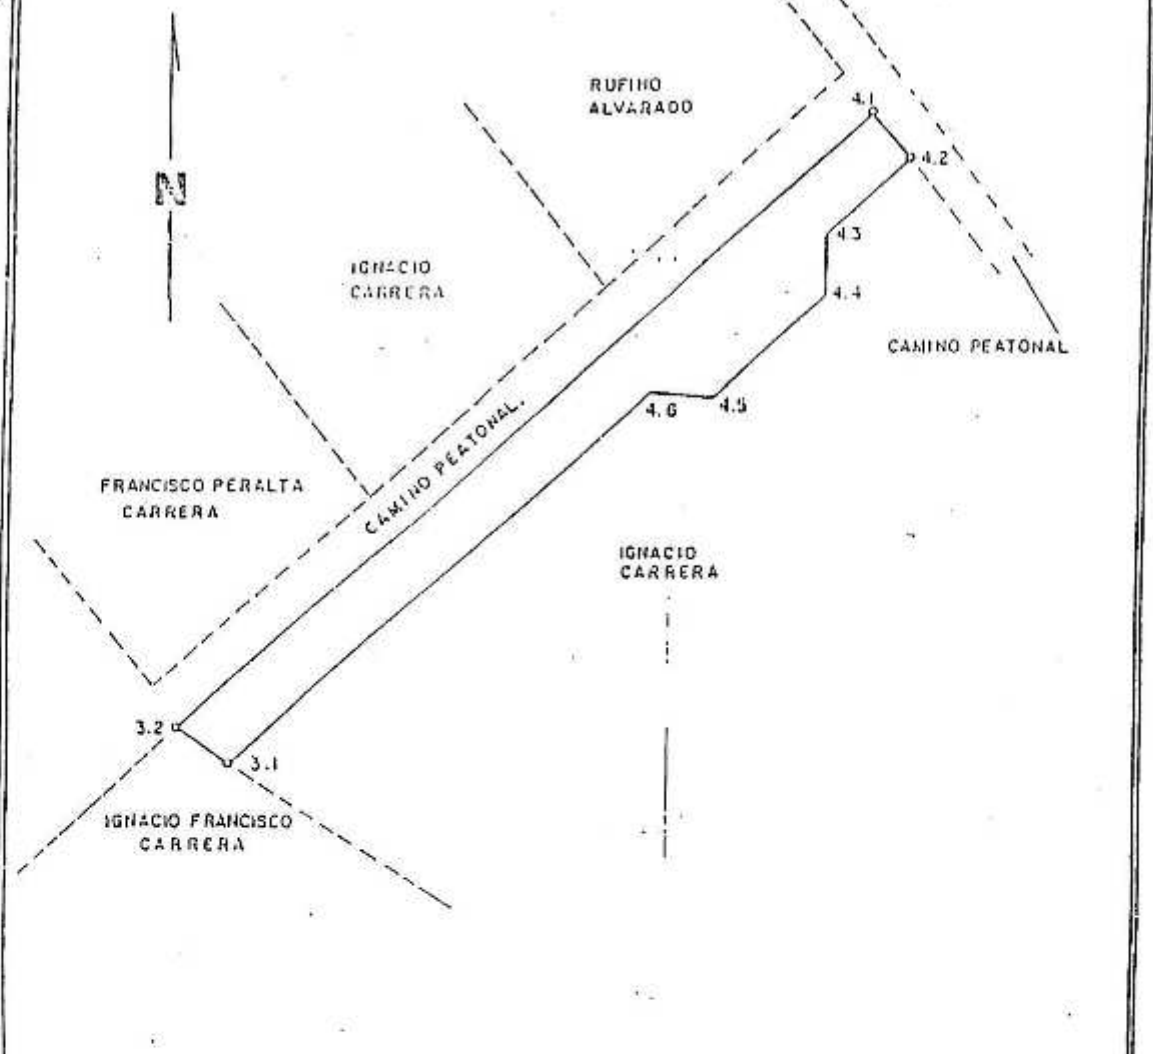 RUFINO
ALVARADO
4.1
4.2
N
4.3
IGNACIO
CARRERA
4.4
CAMINO PEATONAL
4.6
4.5
CAMINO PEATONAL.
FRANCISCO PERALTA
CARRERA
IGNACIO
CARRERA
3.2
3.1
IGNACIO FRANCISCO
CARRERA